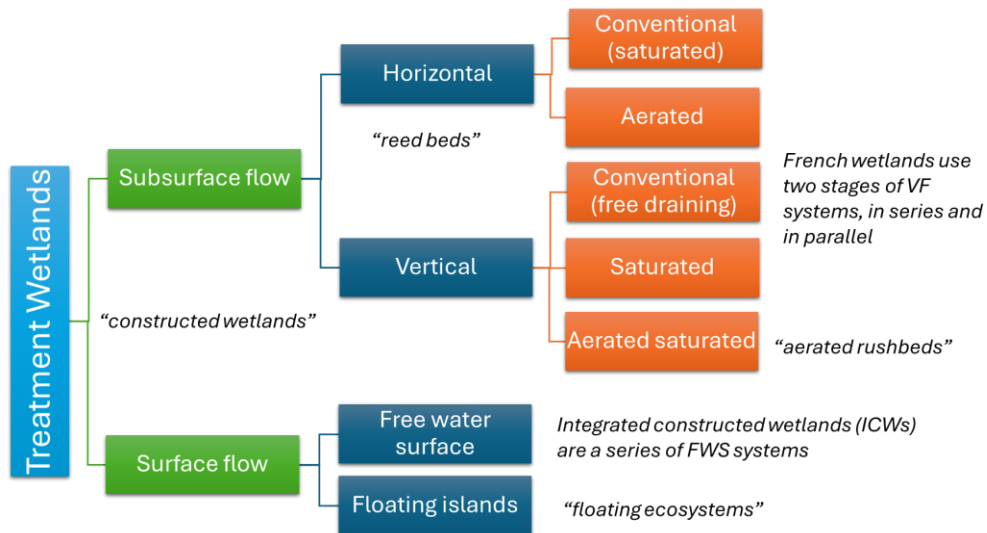 Treatment Wetlands
"constructed wetlands"
Subsurface flow
Horizontal
"reed beds"
Conventional
(saturated)
Aerated
Vertical
Conventional
(free draining)
French wetlands use
two stages of VF
systems, in series and
in parallel
Saturated
Aerated saturated
"aerated rushbeds"
Surface flow
Free water
surface
Integrated constructed wetlands (ICWs)
are a series of FWS systems
Floating islands
"floating ecosystems"